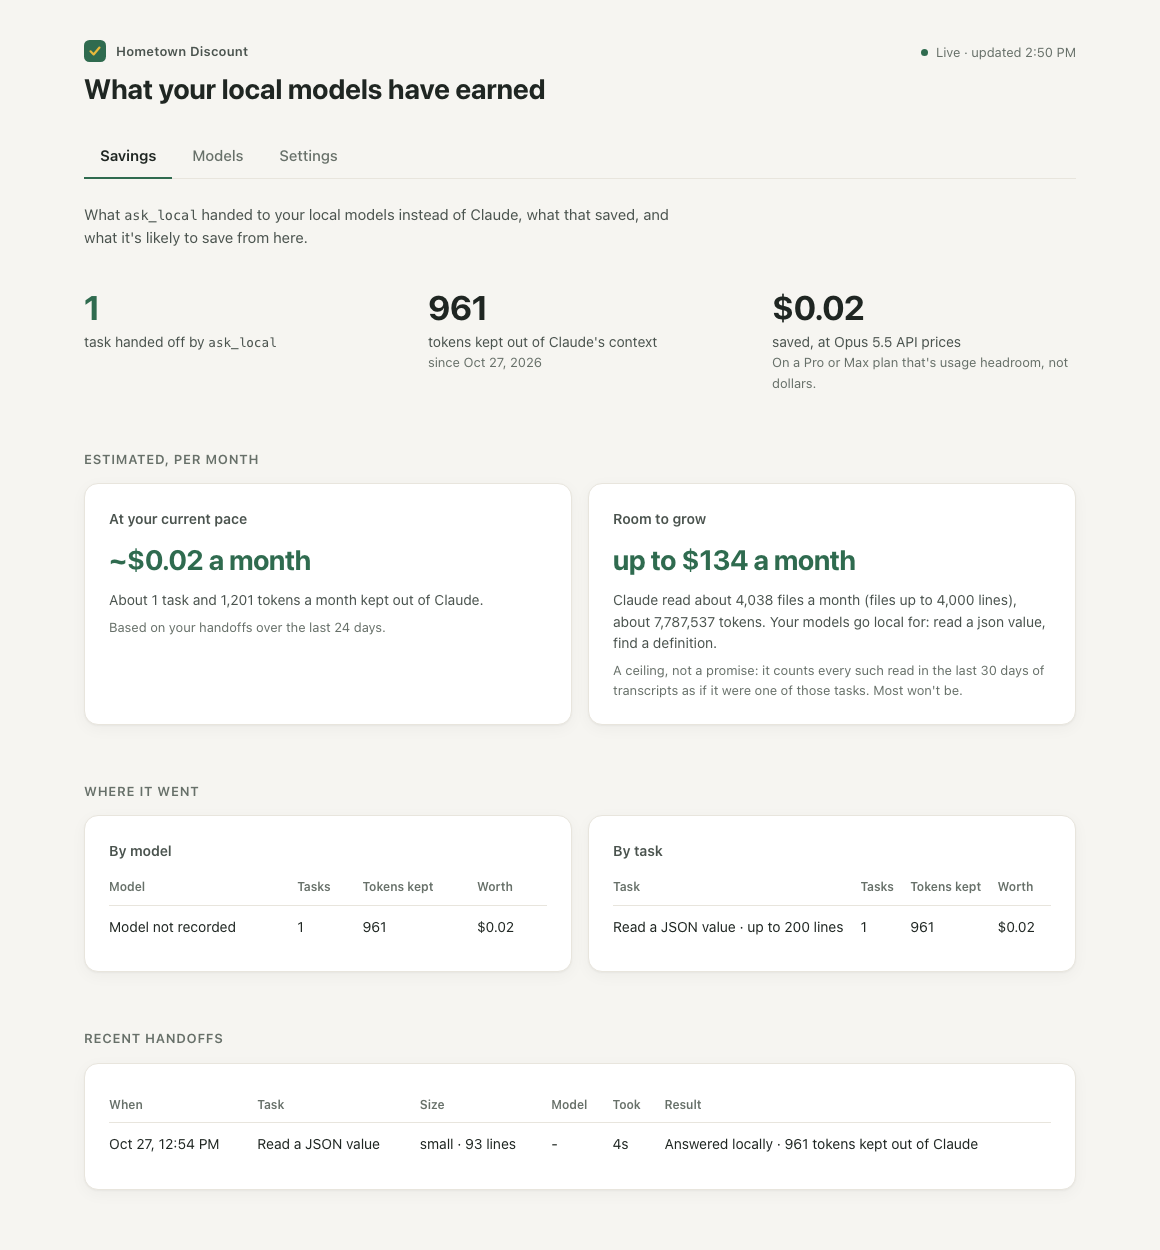 Hometown Discount
Live · updated 2:50 PM
What your local models have earned
Savings Models Settings
What ask_local handed to your local models instead of Claude, what that saved, and
what it's likely to save from here.
1
task handed off by ask_local
961
tokens kept out of Claude's context
since Oct 27, 2026
$0.02
saved, at Opus 5.5 API prices
On a Pro or Max plan that's usage headroom, not
dollars.
ESTIMATED, PER MONTH
At your current pace
~$0.02 a month
About 1 task and 1,201 tokens a month kept out of Claude.
Based on your handoffs over the last 24 days.
Room to grow
up to $134 a month
Claude read about 4,038 files a month (files up to 4,000 lines),
about 7,787,537 tokens. Your models go local for: read a json value,
find a definition.
A ceiling, not a promise: it counts every such read in the last 30 days of
transcripts as if it were one of those tasks. Most won't be.
WHERE IT WENT
By model
Model Tasks Tokens kept Worth
Model not recorded 1 961 $0.02
By task
Task Tasks Tokens kept Worth
Read a JSON value · up to 200 lines 1 961 $0.02
RECENT HANDOFFS
When Task Size Model Took Result
Oct 27, 12:54 PM Read a JSON value small · 93 lines - 4s Answered locally · 961 tokens kept out of Claude